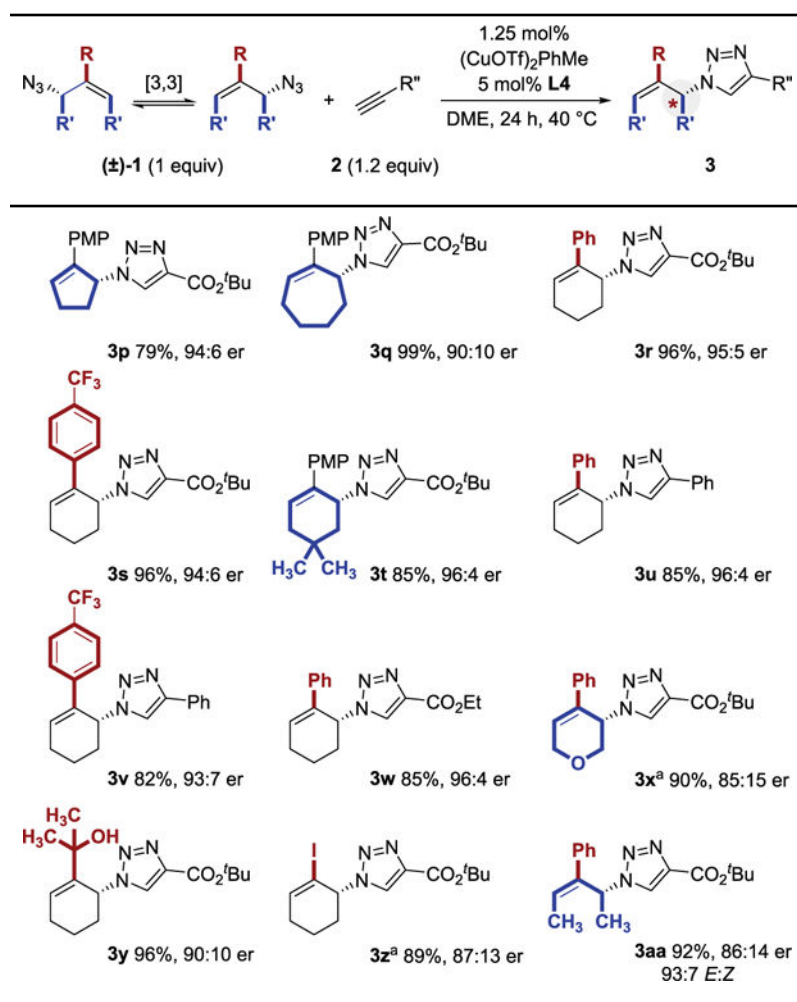 R
R
N₃
[3,3]
N₃
R' R'
R' R'
+
R"
1.25 mol%
(CuOTf)₂PhMe
5 mol% L4
DME, 24 h, 40 °C
R
N=N
N
R"
*
R' R'
(±)-1 (1 equiv)
2 (1.2 equiv)
3
PMP
N=N
N
CO₂ᵗBu
3p 79%, 94:6 er
PMP
N=N
N
CO₂ᵗBu
3q 99%, 90:10 er
Ph
N=N
N
CO₂ᵗBu
3r 96%, 95:5 er
CF₃
N=N
N
CO₂ᵗBu
3s 96%, 94:6 er
PMP
N=N
N
CO₂ᵗBu
H₃C CH₃
3t 85%, 96:4 er
Ph
N=N
N
Ph
3u 85%, 96:4 er
CF₃
N=N
N
Ph
3v 82%, 93:7 er
Ph
N=N
N
CO₂Et
3w 85%, 96:4 er
Ph
N=N
N
CO₂ᵗBu
O
3xᵃ 90%, 85:15 er
H₃C
H₃C OH
N=N
N
CO₂ᵗBu
3y 96%, 90:10 er
I
N=N
N
CO₂ᵗBu
3zᵃ 89%, 87:13 er
Ph
N=N
N
CO₂ᵗBu
CH₃ CH₃
3aa 92%, 86:14 er
93:7 E:Z